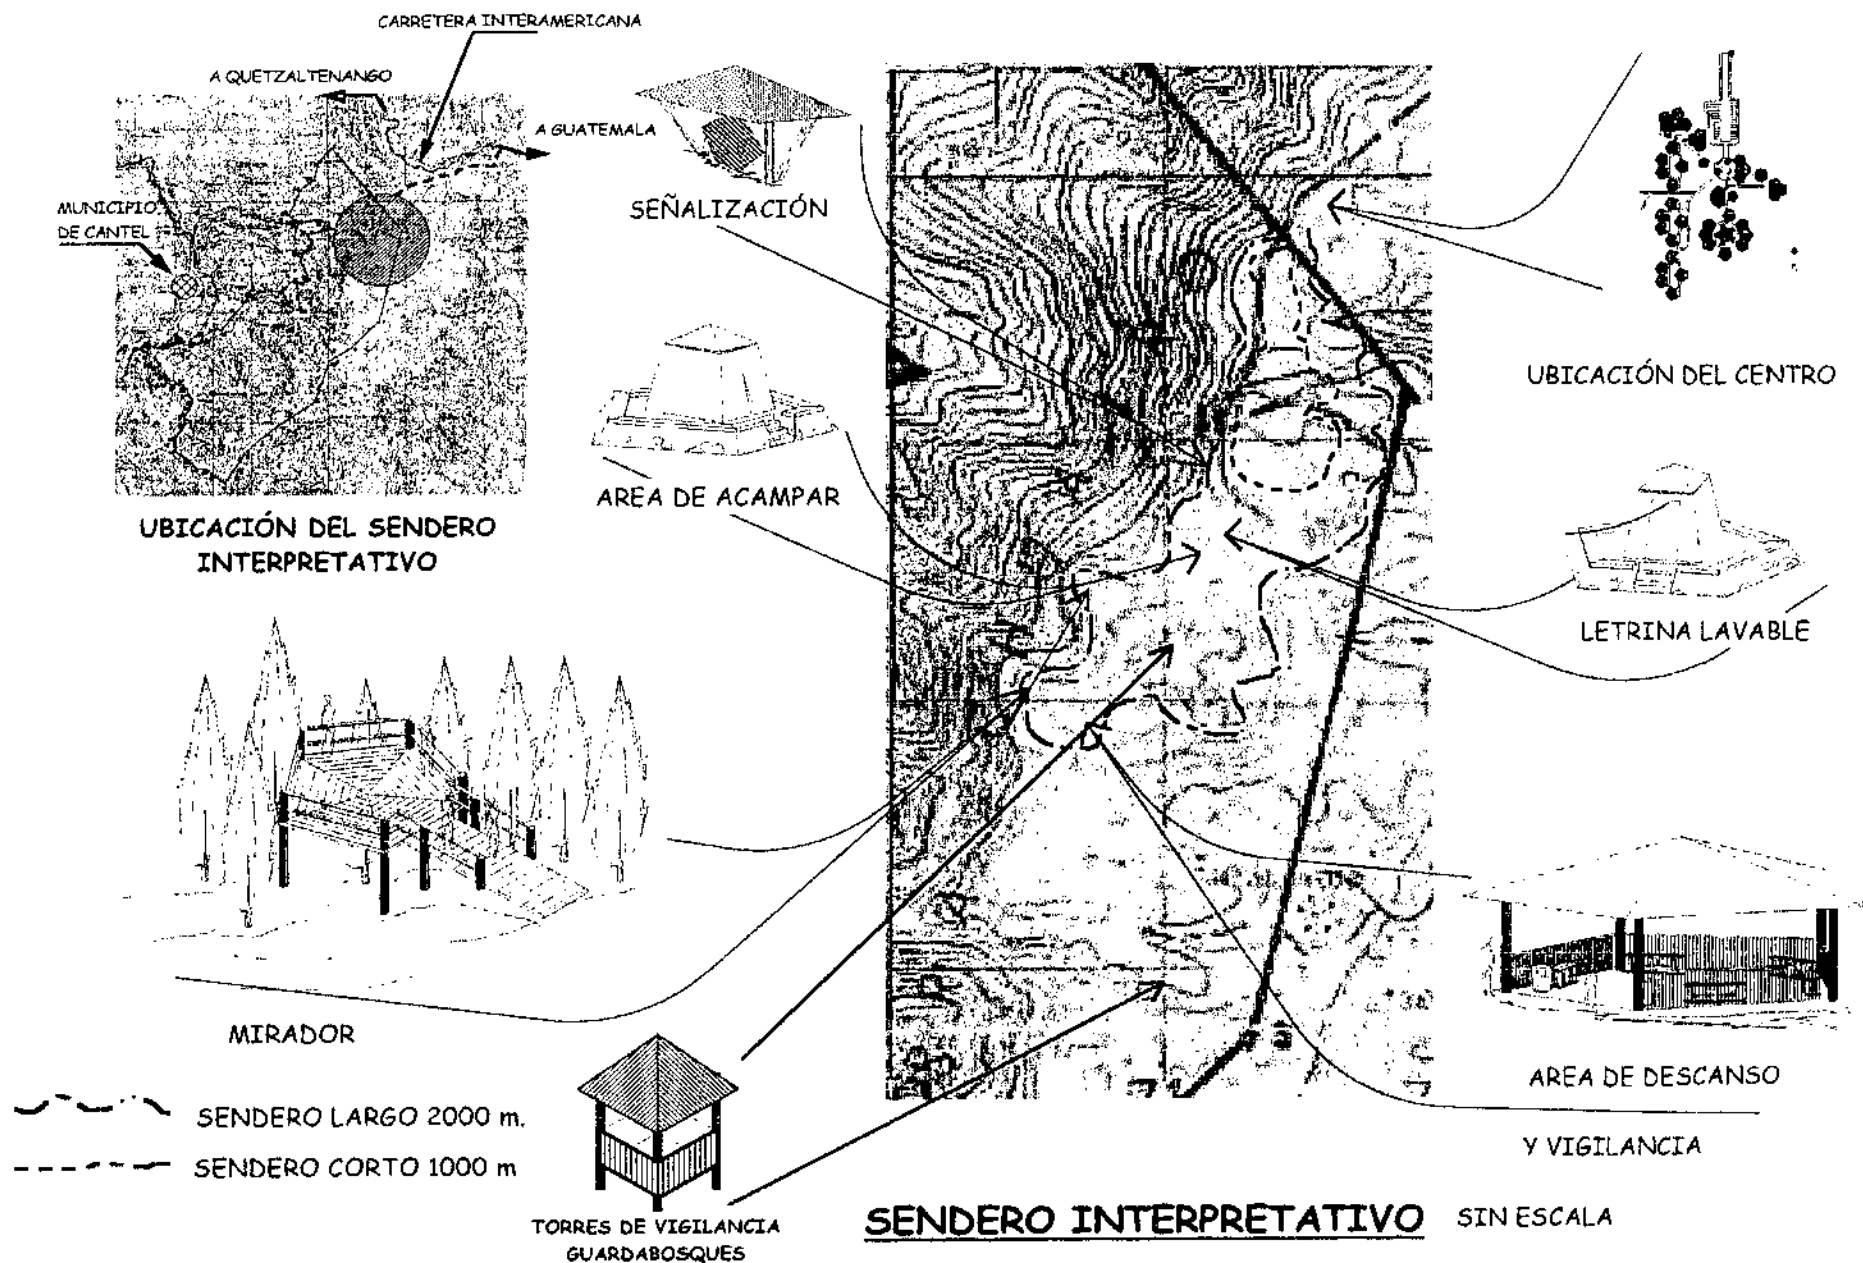 CARRETERA INTERAMERICANA
A QUETZALTENANGO
A GUATEMALA
MUNICIPIO
DE CANTEL
SEÑALIZACIÓN
UBICACIÓN DEL CENTRO
AREA DE ACAMPAR
UBICACIÓN DEL SENDERO
INTERPRETATIVO
LETRINA LAVABLE
MIRADOR
AREA DE DESCANSO
Y VIGILANCIA
SENDERO LARGO 2000 m.
SENDERO CORTO 1000 m
TORRES DE VIGILANCIA
GUARDABOSQUES
SENDERO INTERPRETATIVO SIN ESCALA